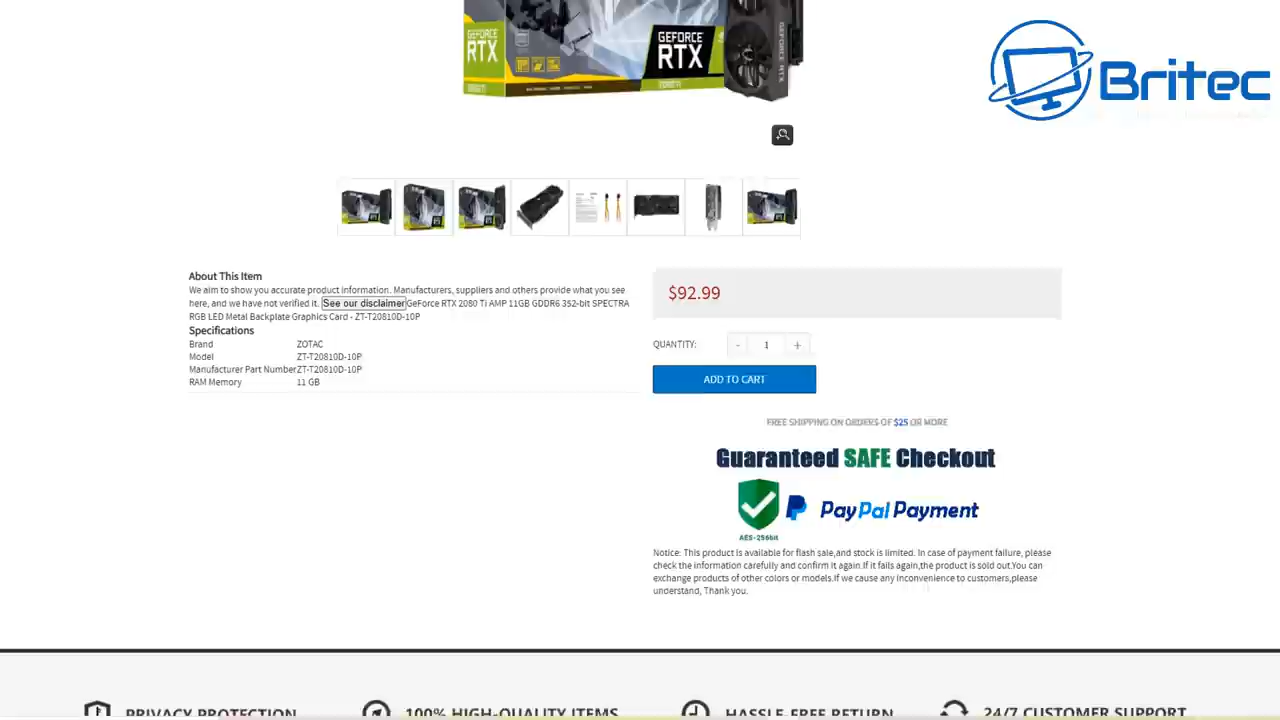 GEFORCE
RTX
GEFORCE
RTX
GEFORCE RTX
2080 Ti
Britec
About This Item
We aim to show you accurate product information. Manufacturers, suppliers and others provide what you see
here, and we have not verified it. See our disclaimerGeForce RTX 2080 Ti AMP 11GB GDDR6 352-bit SPECTRA
RGB LED Metal Backplate Graphics Card - ZT-T20810D-10P
Specifications
Brand ZOTAC
Model ZT-T20810D-10P
Manufacturer Part NumberZT-T20810D-10P
RAM Memory 11 GB
$92.99
QUANTITY: - 1 +
ADD TO CART
FREE SHIPPING ON ORDERS OF $25 OR MORE
Guaranteed SAFE Checkout
AES-256bit
PayPal Payment
Notice: This product is available for flash sale,and stock is limited. In case of payment failure, please
check the information carefully and confirm it again.If it fails again,the product is sold out.You can
exchange products of other colors or models.If we cause any inconvenience to customers,please
understand, Thank you.
PRIVACY PROTECTION
100% HIGH-QUALITY ITEMS
HASSLE-FREE RETURN
24/7 CUSTOMER SUPPORT